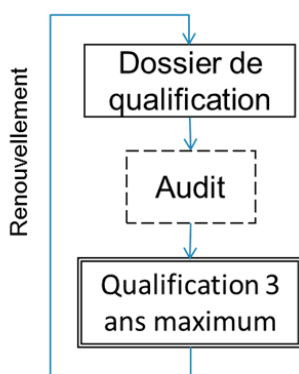 Renouvellement
Dossier de
qualification
Audit
Qualification 3
ans maximum